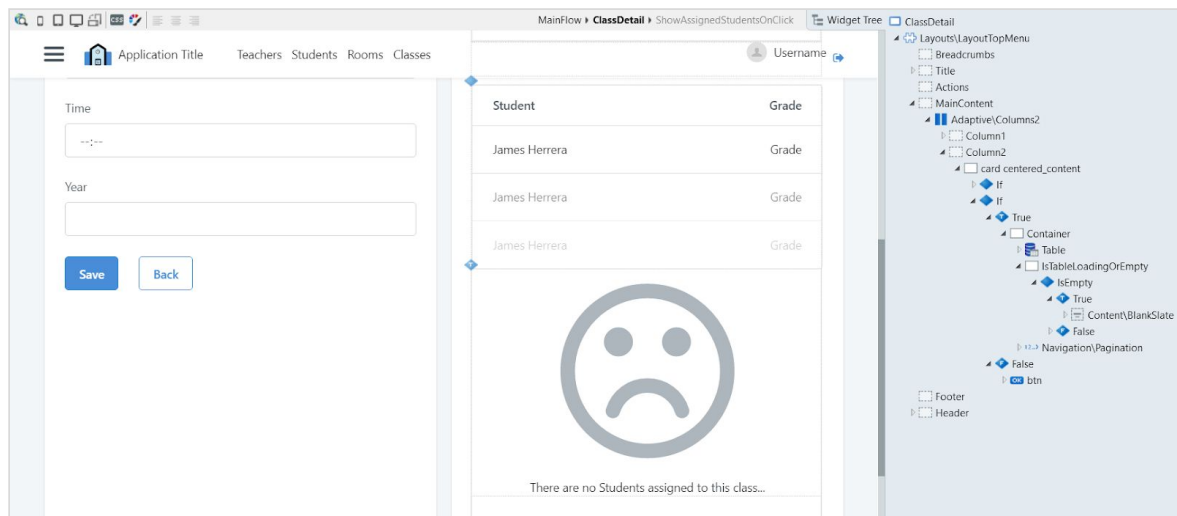 CSS
MainFlow ClassDetail ShowAssignedStudentsOnClick
Widget Tree
Application Title
Teachers Students Rooms Classes
Username
Time
--:--
Year
Save
Back
Student Grade
James Herrera Grade
James Herrera Grade
James Herrera Grade
There are no Students assigned to this class...
ClassDetail
Layouts\LayoutTopMenu
Breadcrumbs
Title
Actions
MainContent
Adaptive\Columns2
Column1
Column2
card centered_content
If
If
True
Container
Table
IsTableLoadingOrEmpty
IsEmpty
True
Content\BlankSlate
False
Navigation\Pagination
False
OK btn
Footer
Header